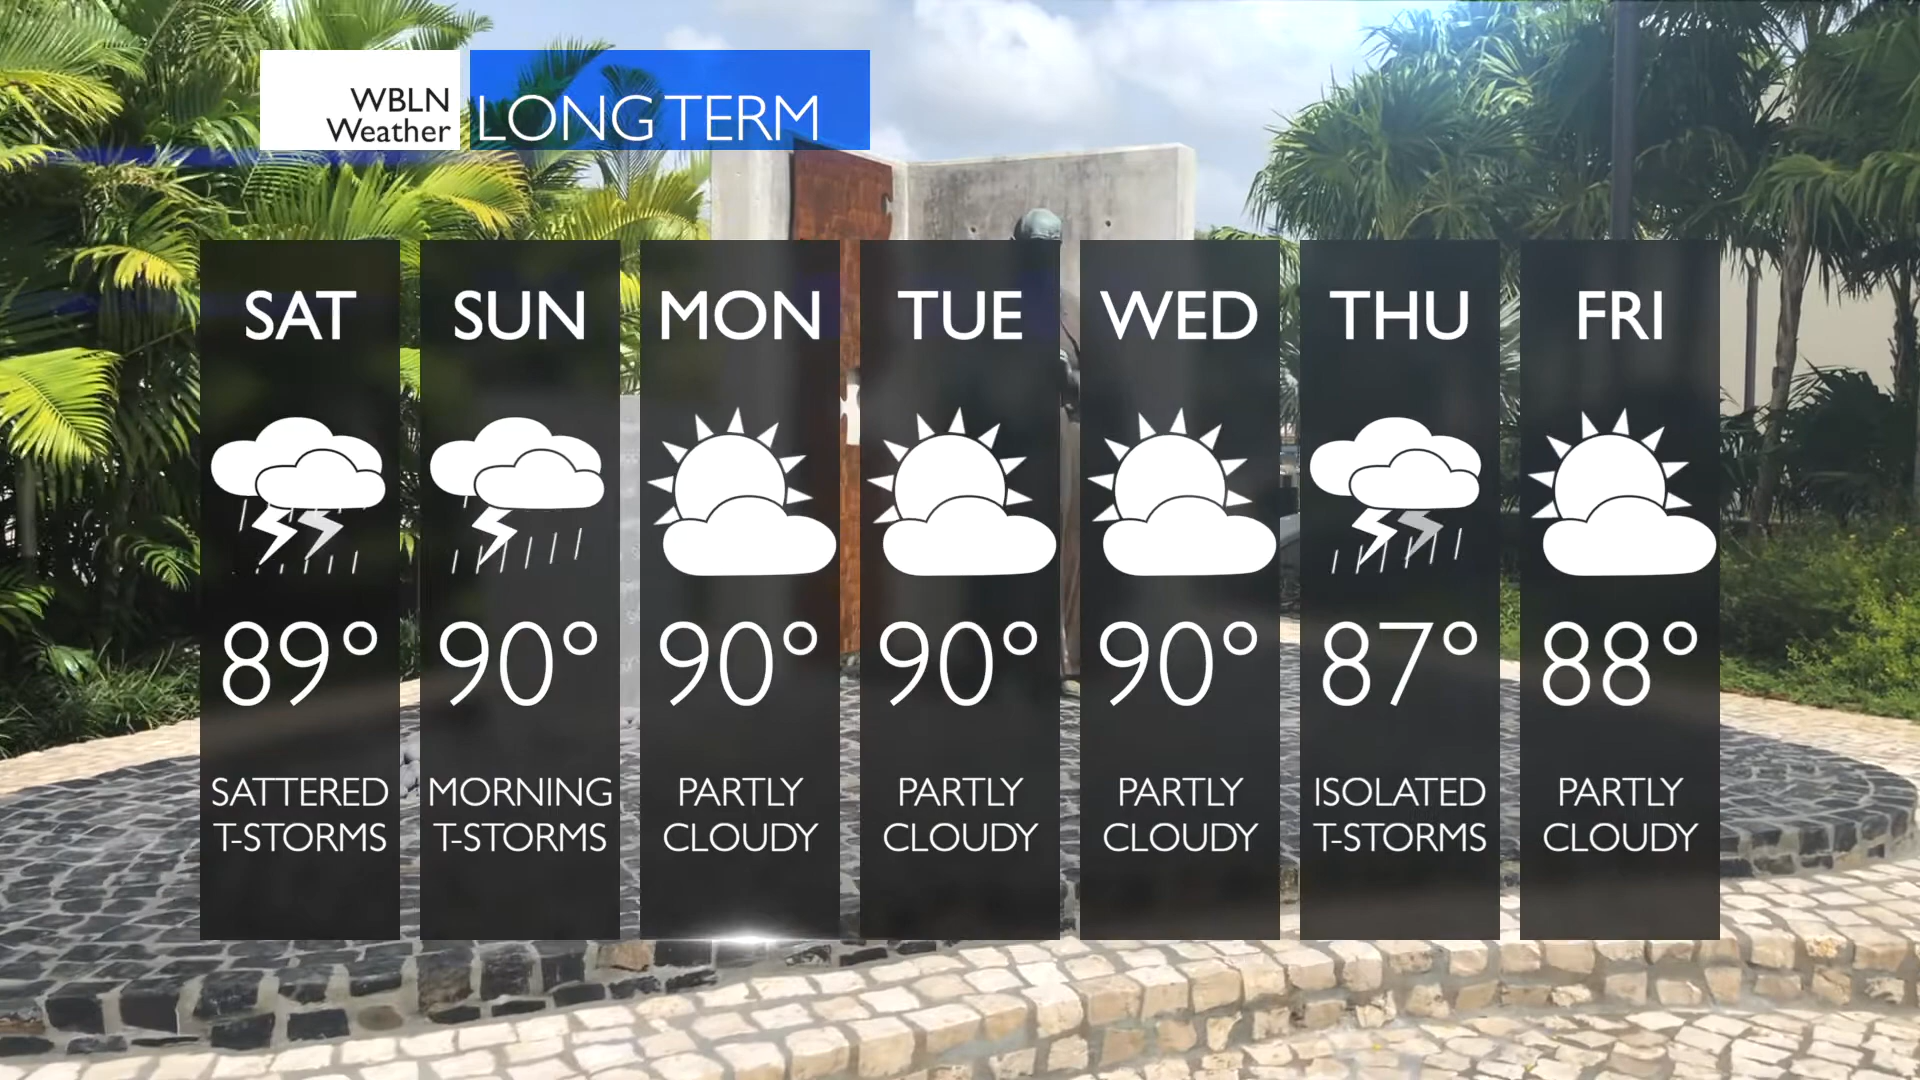 WBLN
Weather
LONG TERM
SAT
SUN
MON
TUE
WED
THU
FRI
89°
90°
90°
90°
90°
87°
88°
SATTERED
T-STORMS
MORNING
T-STORMS
PARTLY
CLOUDY
PARTLY
CLOUDY
PARTLY
CLOUDY
ISOLATED
T-STORMS
PARTLY
CLOUDY